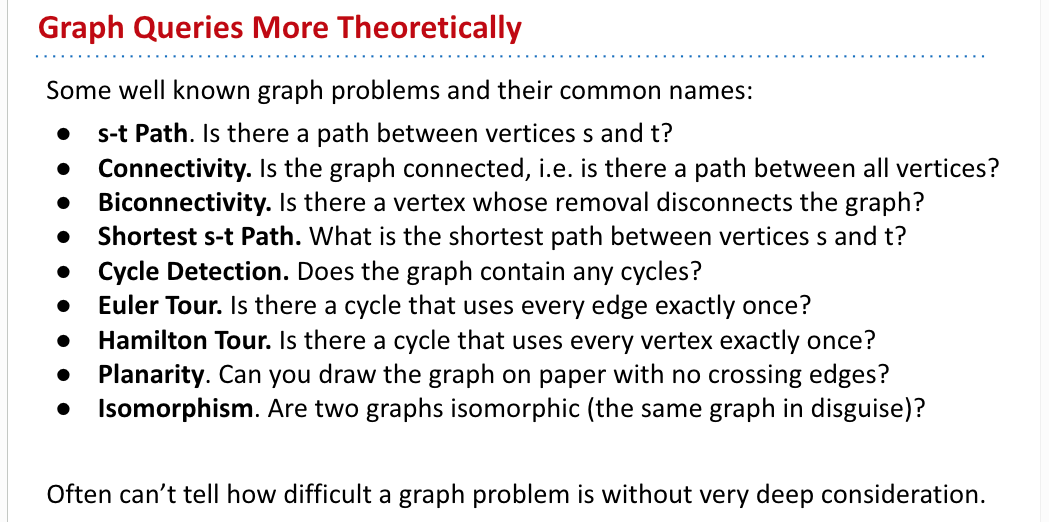 Graph Queries More Theoretically
Some well known graph problems and their common names:
● s-t Path. Is there a path between vertices s and t?
● Connectivity. Is the graph connected, i.e. is there a path between all vertices?
● Biconnectivity. Is there a vertex whose removal disconnects the graph?
● Shortest s-t Path. What is the shortest path between vertices s and t?
● Cycle Detection. Does the graph contain any cycles?
● Euler Tour. Is there a cycle that uses every edge exactly once?
● Hamilton Tour. Is there a cycle that uses every vertex exactly once?
● Planarity. Can you draw the graph on paper with no crossing edges?
● Isomorphism. Are two graphs isomorphic (the same graph in disguise)?
Often can't tell how difficult a graph problem is without very deep consideration.